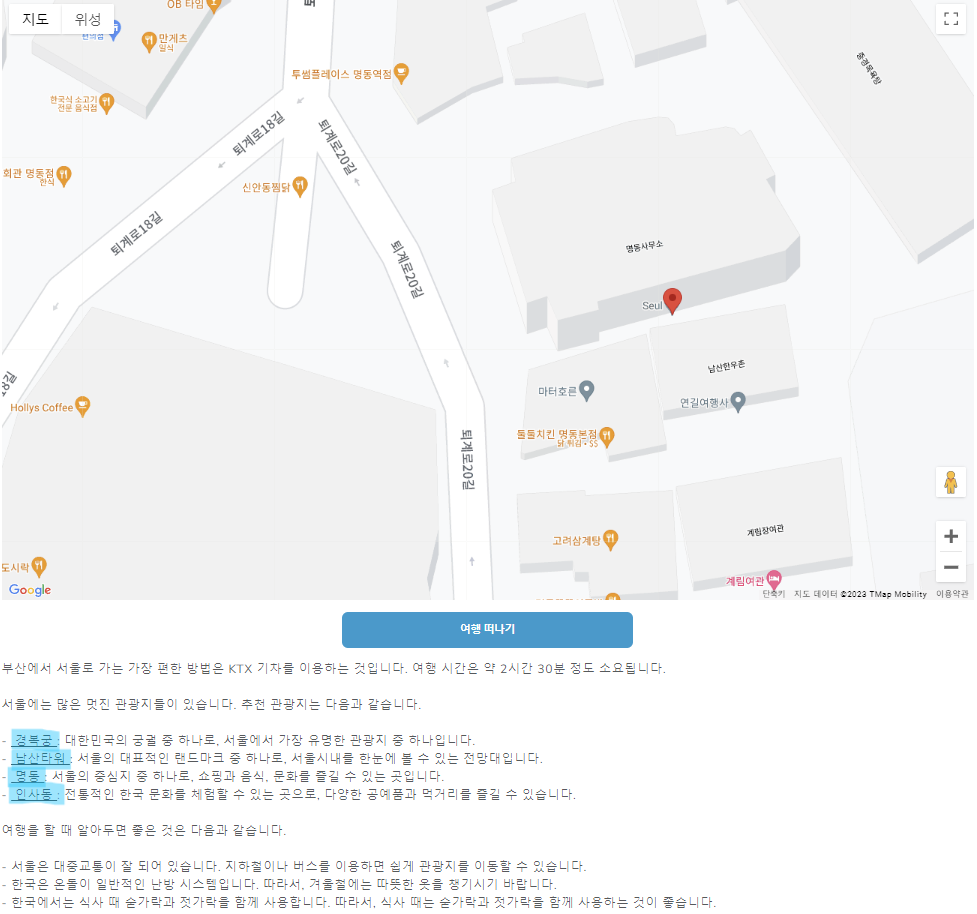 지도 위성
OB 타임
편의점
만게츠
일식
투썸플레이스 명동역점
중경목욕탕
한국식 소고기
전문 음식점
퇴계로18길
퇴계로20길
회관 명동점
한식
신안동찜닭
퇴계로18길
퇴계로20길
명동사무소
Seul
남산한우촌
18길
마터호른
연길여행사
Hollys Coffee
둘둘치킨 명동본점
닭 튀김 • $$
퇴계로20길
계림장여관
고려삼계탕
도시락
계림여관
Google
단축키 지도 데이터 ©2023 TMap Mobility 이용약관
여행 떠나기
부산에서 서울로 가는 가장 편한 방법은 KTX 기차를 이용하는 것입니다. 여행 시간은 약 2시간 30분 정도 소요됩니다.
서울에는 많은 멋진 관광지들이 있습니다. 추천 관광지는 다음과 같습니다.
- 경복궁 : 대한민국의 궁궐 중 하나로, 서울에서 가장 유명한 관광지 중 하나입니다.
- 남산타워 : 서울의 대표적인 랜드마크 중 하나로, 서울시내를 한눈에 볼 수 있는 전망대입니다.
- 명동 : 서울의 중심지 중 하나로, 쇼핑과 음식, 문화를 즐길 수 있는 곳입니다.
- 인사동 : 전통적인 한국 문화를 체험할 수 있는 곳으로, 다양한 공예품과 먹거리를 즐길 수 있습니다.
여행을 할 때 알아두면 좋은 것은 다음과 같습니다.
- 서울은 대중교통이 잘 되어 있습니다. 지하철이나 버스를 이용하면 쉽게 관광지를 이동할 수 있습니다.
- 한국은 온돌이 일반적인 난방 시스템입니다. 따라서, 겨울철에는 따뜻한 옷을 챙기시기 바랍니다.
- 한국에서는 식사 때 숟가락과 젓가락을 함께 사용합니다. 따라서, 식사 때는 숟가락과 젓가락을 함께 사용하는 것이 좋습니다.